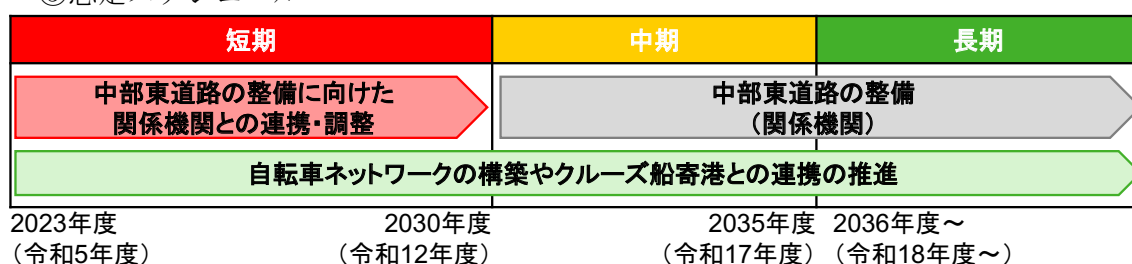 短期 中期 長期
中部東道路の整備に向けた
関係機関との連携・調整
中部東道路の整備
(関係機関)
自転車ネットワークの構築やクルーズ船寄港との連携の推進
2023年度 2030年度 2035年度 2036年度~
(令和5年度) (令和12年度) (令和17年度) (令和18年度~)